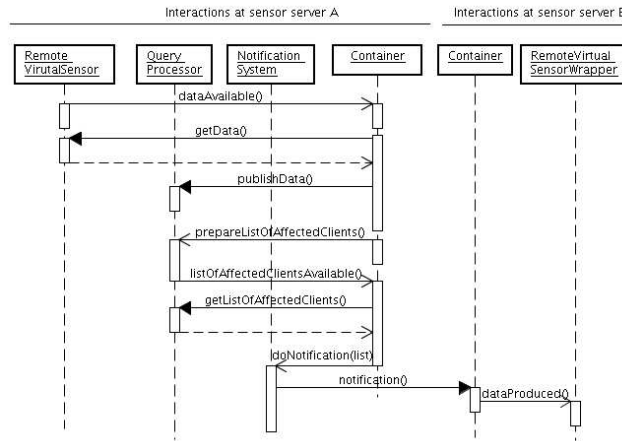 Interactions at sensor server A
Interactions at sensor server B
Remote
VirutalSensor
Query
Processor
Notification
System
Container
Container
RemoteVirtual
SensorWrapper
dataAvailable()
getData()
publishData()
prepareListOfAffectedClients()
listOfAffectedClientsAvailable()
getListOfAffectedClients()
doNotification(list)
notification()
dataProduced()